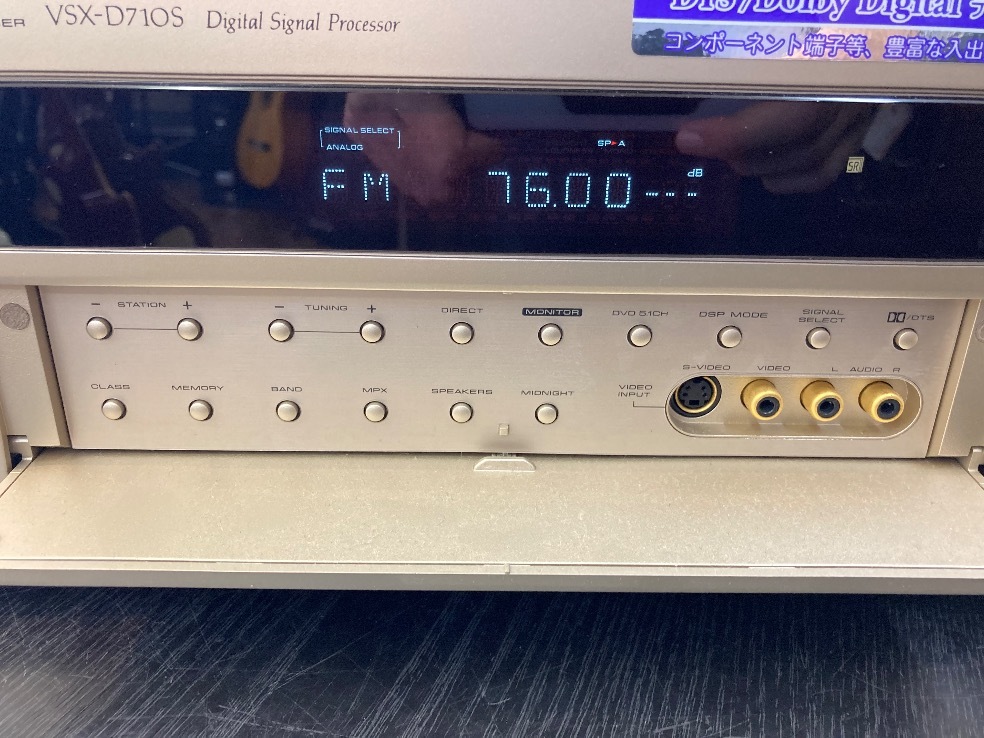 ER VSX-D710S Digital Signal Processor
DTS/Dolby Digital デ
コンポーネント端子等、豊富な入出
SIGNAL SELECT
ANALOG
SP►A
SR
FM 76.00--- dB
− STATION +
− TUNING +
DIRECT
MONITOR
DVD 5.1CH
DSP MODE
SIGNAL SELECT
DD/DTS
CLASS
MEMORY
BAND
MPX
SPEAKERS
MIDNIGHT
VIDEO INPUT
S-VIDEO
VIDEO
L AUDIO R